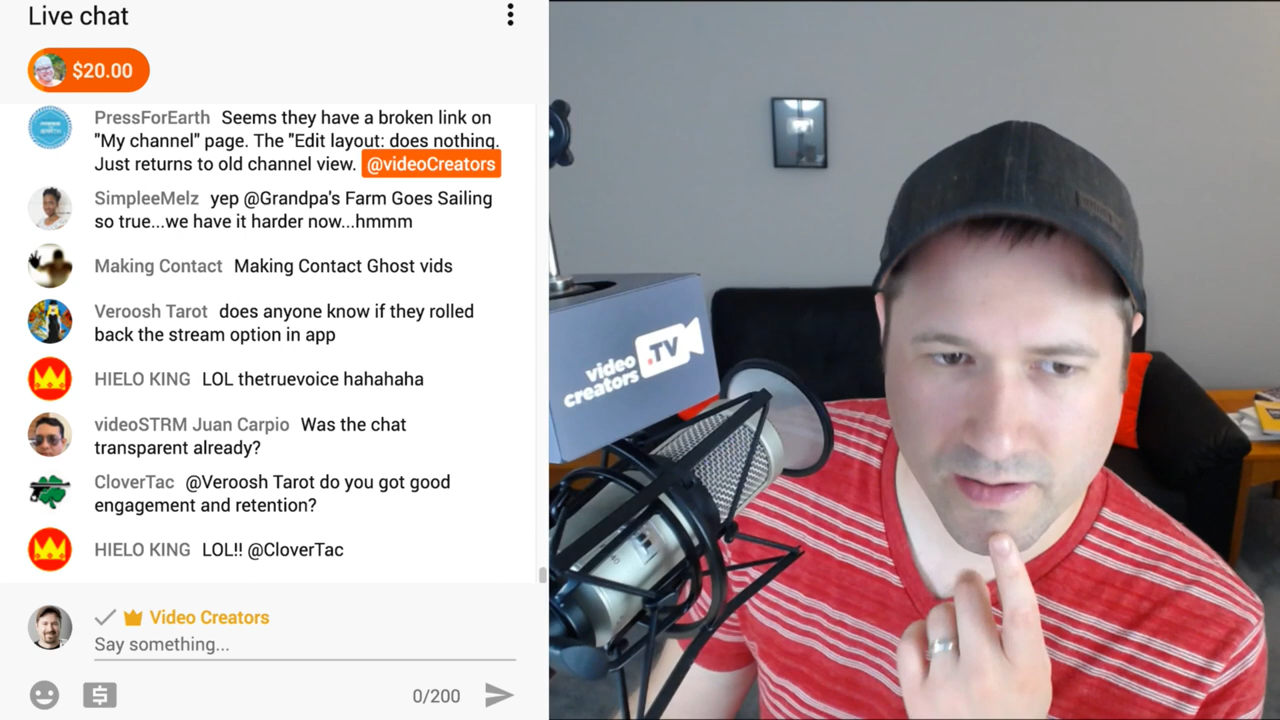 Live chat
$20.00
PressForEarth Seems they have a broken link on
"My channel" page. The "Edit layout: does nothing.
Just returns to old channel view. @videoCreators
SimpleeMelz yep @Grandpa's Farm Goes Sailing
so true...we have it harder now...hmmm
Making Contact Making Contact Ghost vids
Veroosh Tarot does anyone know if they rolled
back the stream option in app
HIELO KING LOL thetruevoice hahahaha
videoSTRM Juan Carpio Was the chat
transparent already?
CloverTac @Veroosh Tarot do you got good
engagement and retention?
HIELO KING LOL!! @CloverTac
Video Creators
Say something...
0/200
video
creators
.TV